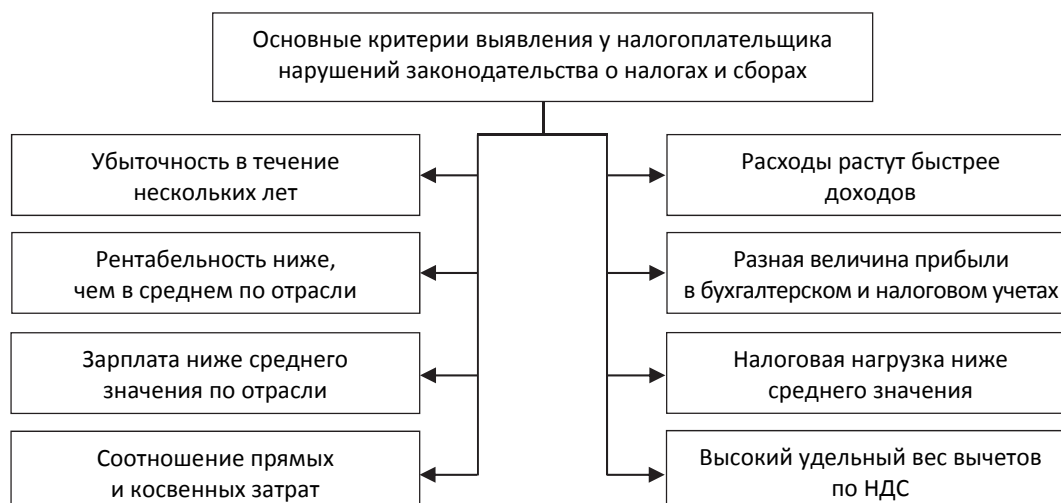 Основные критерии выявления у налогоплательщика
нарушений законодательства о налогах и сборах
Убыточность в течение
нескольких лет
Расходы растут быстрее
доходов
Рентабельность ниже,
чем в среднем по отрасли
Разная величина прибыли
в бухгалтерском и налоговом учетах
Зарплата ниже среднего
значения по отрасли
Налоговая нагрузка ниже
среднего значения
Соотношение прямых
и косвенных затрат
Высокий удельный вес вычетов
по НДС